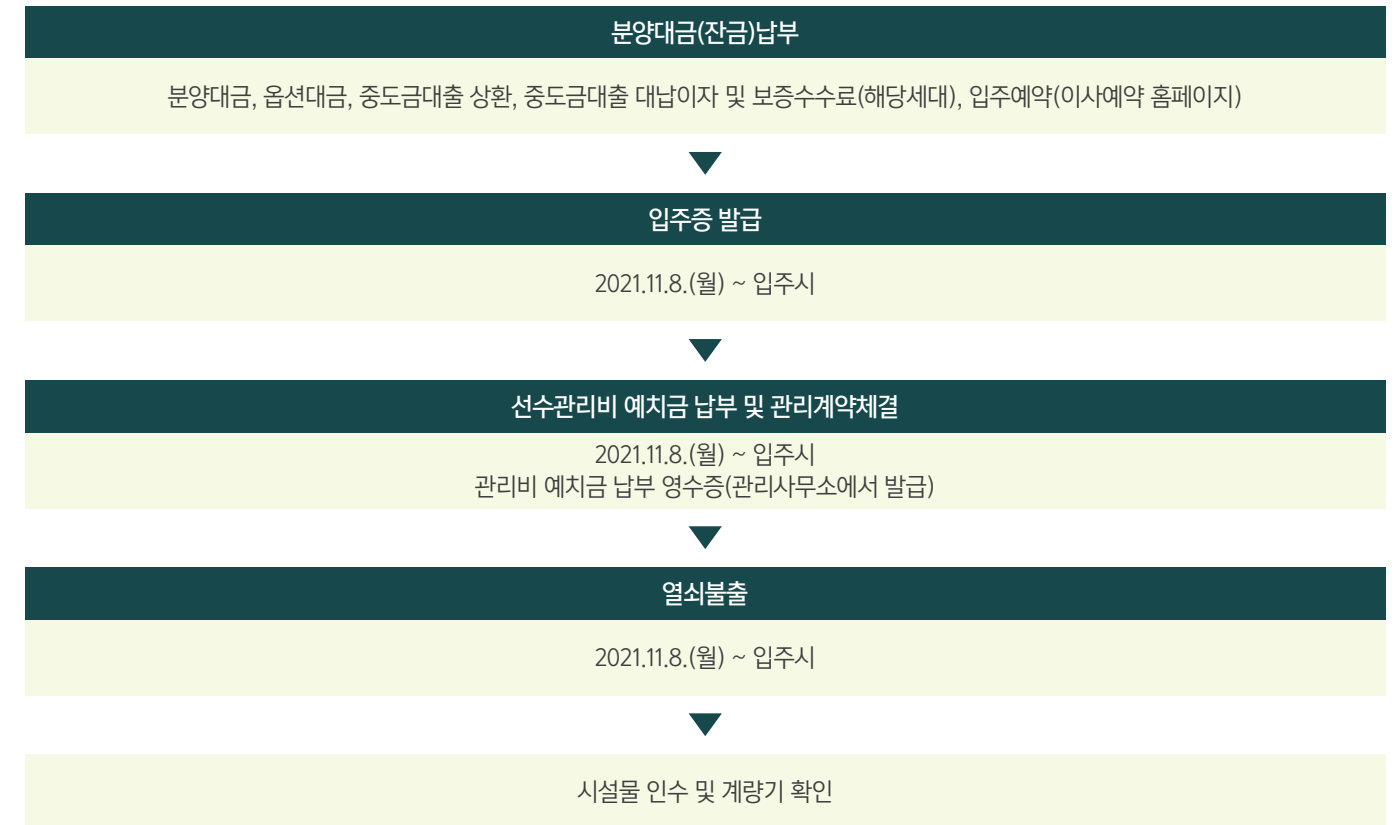 분양대금(잔금)납부
분양대금, 옵션대금, 중도금대출 상환, 중도금대출 대납이자 및 보증수수료(해당세대), 입주예약(이사예약 홈페이지)
입주증 발급
2021.11.8.(월) ~ 입주시
선수관리비 예치금 납부 및 관리계약체결
2021.11.8.(월) ~ 입주시
관리비 예치금 납부 영수증(관리사무소에서 발급)
열쇠불출
2021.11.8.(월) ~ 입주시
시설물 인수 및 계량기 확인